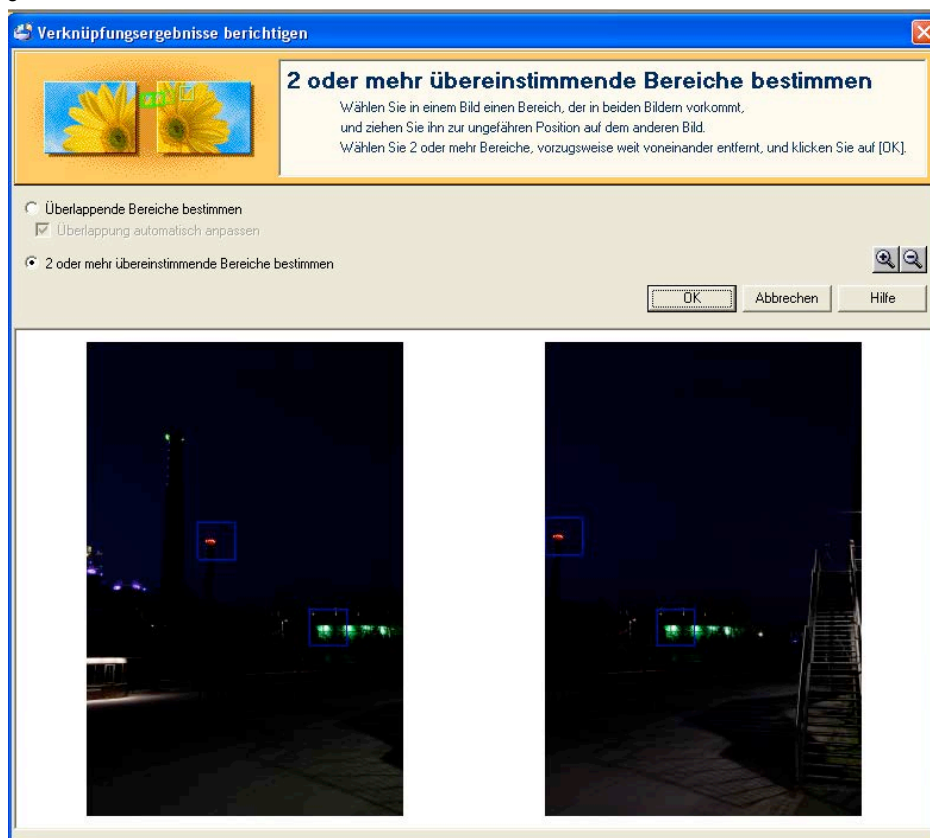 Verknüpfungsergebnisse berichtigen
2 oder mehr übereinstimmende Bereiche bestimmen
Wählen Sie in einem Bild einen Bereich, der in beiden Bildern vorkommt,
und ziehen Sie ihn zur ungefähren Position auf dem anderen Bild.
Wählen Sie 2 oder mehr Bereiche, vorzugsweise weit voneinander entfernt, und klicken Sie auf [OK].
Überlappende Bereiche bestimmen
Überlappung automatisch anpassen
2 oder mehr übereinstimmende Bereiche bestimmen
OK Abbrechen Hilfe